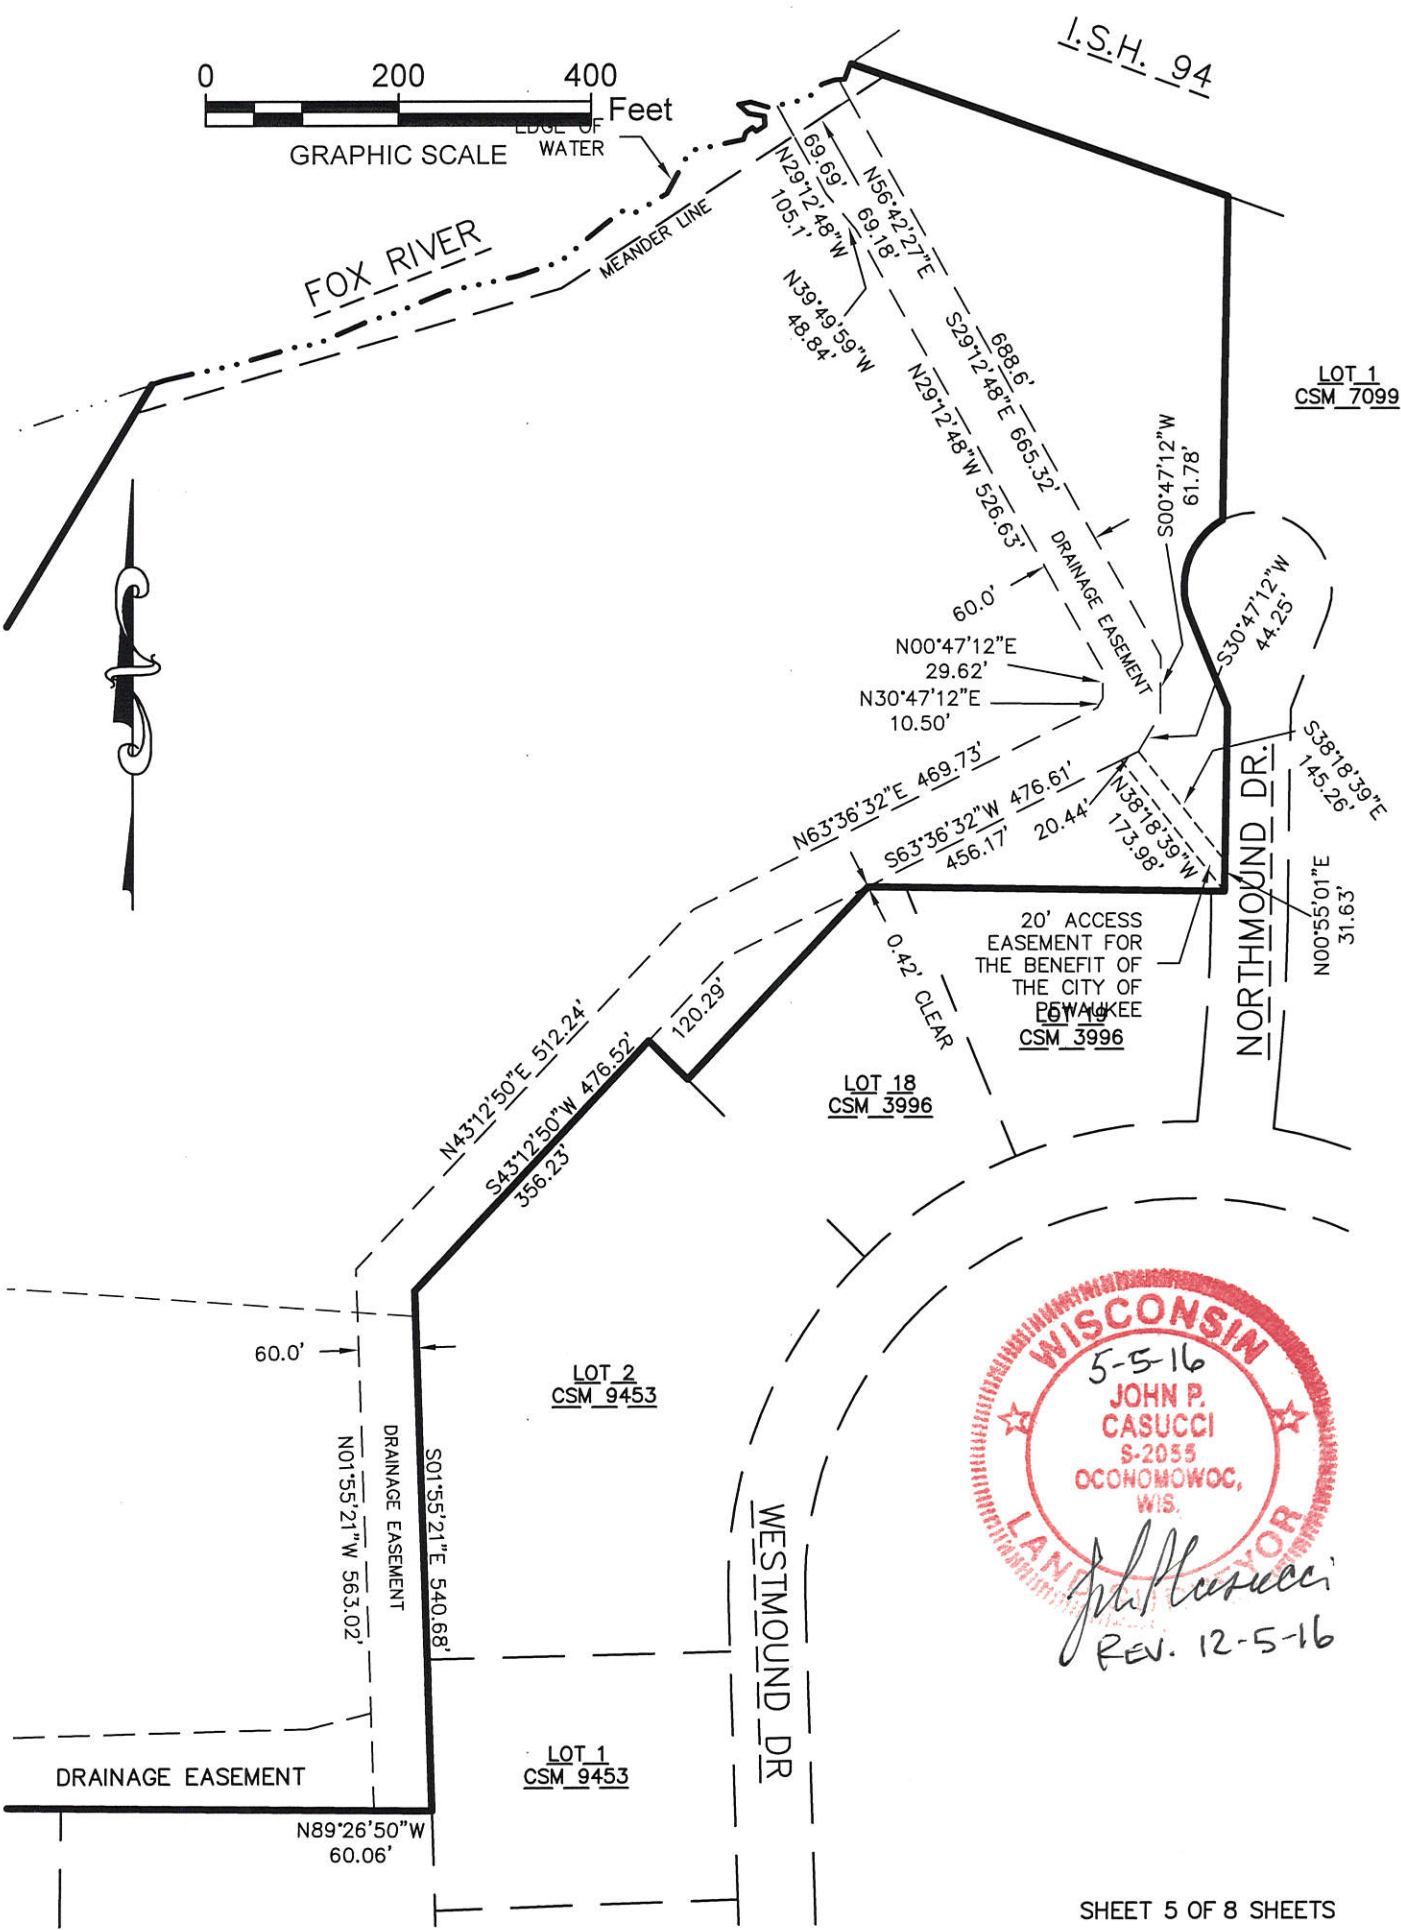 I.S.H. 94
0 200 400
Feet
GRAPHIC SCALE
EDGE OF
WATER
FOX RIVER
MEANDER LINE
69.69'
N29°12'48"W
105.1'
N56°42'27"E
69.18'
N39°49'59"W
48.84'
688.6'
S29°12'48"E 665.32'
N29°12'48"W 526.63'
LOT 1
CSM 7099
S00°47'12"W
61.78'
DRAINAGE EASEMENT
60.0'
S30°47'12"W
44.25'
N00°47'12"E
29.62'
N30°47'12"E
10.50'
S38°18'39"E
145.26'
N63°36'32"E 469.73'
S63°36'32"W 476.61'
456.17'
20.44'
N38°18'39"W
173.98'
NORTHMOUND DR.
N00°55'01"E
31.63'
20' ACCESS
EASEMENT FOR
THE BENEFIT OF
THE CITY OF
PEWAUKEE
LOT 19
CSM 3996
0.42' CLEAR
120.29'
LOT 18
CSM 3996
N43°12'50"E 512.24'
S43°12'50"W 476.52'
356.23'
60.0'
LOT 2
CSM 9453
N01°55'21"W 563.02'
DRAINAGE EASEMENT
S01°55'21"E 540.68'
WESTMOUND DR
WISCONSIN
5-5-16
JOHN P.
CASUCCI
S-2055
OCONOMOWOC,
WIS.
LAND SURVEYOR
John P Casucci
REV. 12-5-16
DRAINAGE EASEMENT
LOT 1
CSM 9453
N89°26'50"W
60.06'
SHEET 5 OF 8 SHEETS